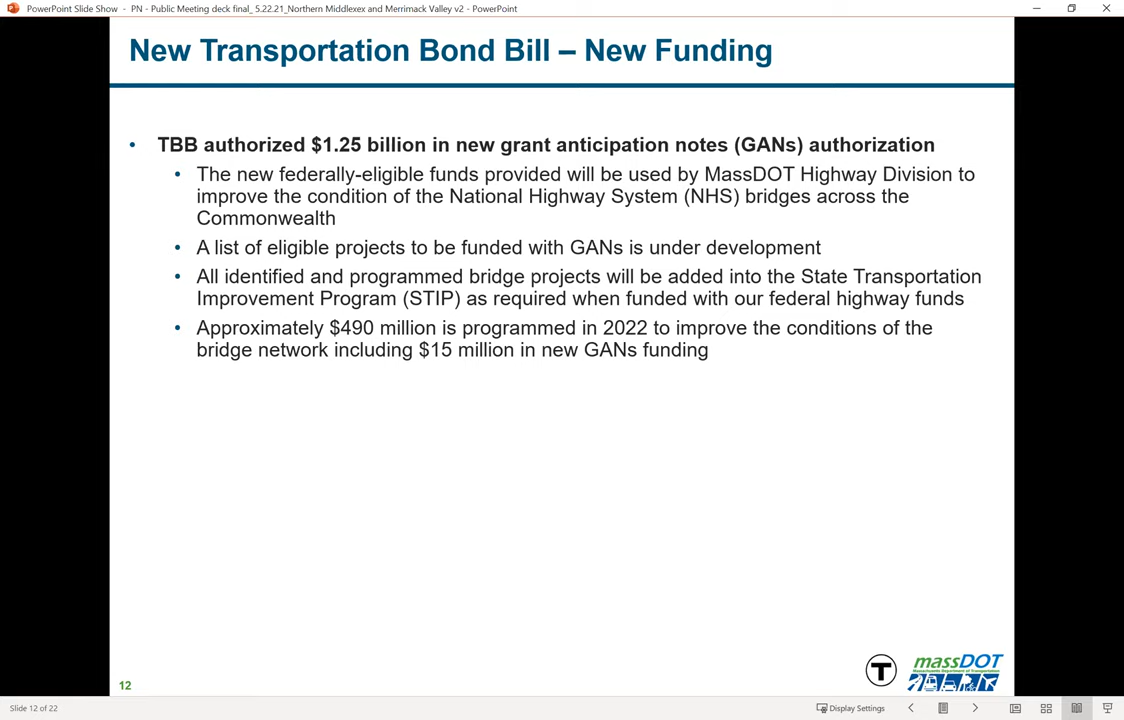 PowerPoint Slide Show - PN - Public Meeting deck final_ 5.22.21_Northern Middlexex and Merrimack Valley v2 - PowerPoint
New Transportation Bond Bill – New Funding
• TBB authorized $1.25 billion in new grant anticipation notes (GANs) authorization
• The new federally-eligible funds provided will be used by MassDOT Highway Division to
improve the condition of the National Highway System (NHS) bridges across the
Commonwealth
• A list of eligible projects to be funded with GANs is under development
• All identified and programmed bridge projects will be added into the State Transportation
Improvement Program (STIP) as required when funded with our federal highway funds
• Approximately $490 million is programmed in 2022 to improve the conditions of the
bridge network including $15 million in new GANs funding
12
T
massDOT
Massachusetts Department of Transportation
Slide 12 of 22
Display Settings